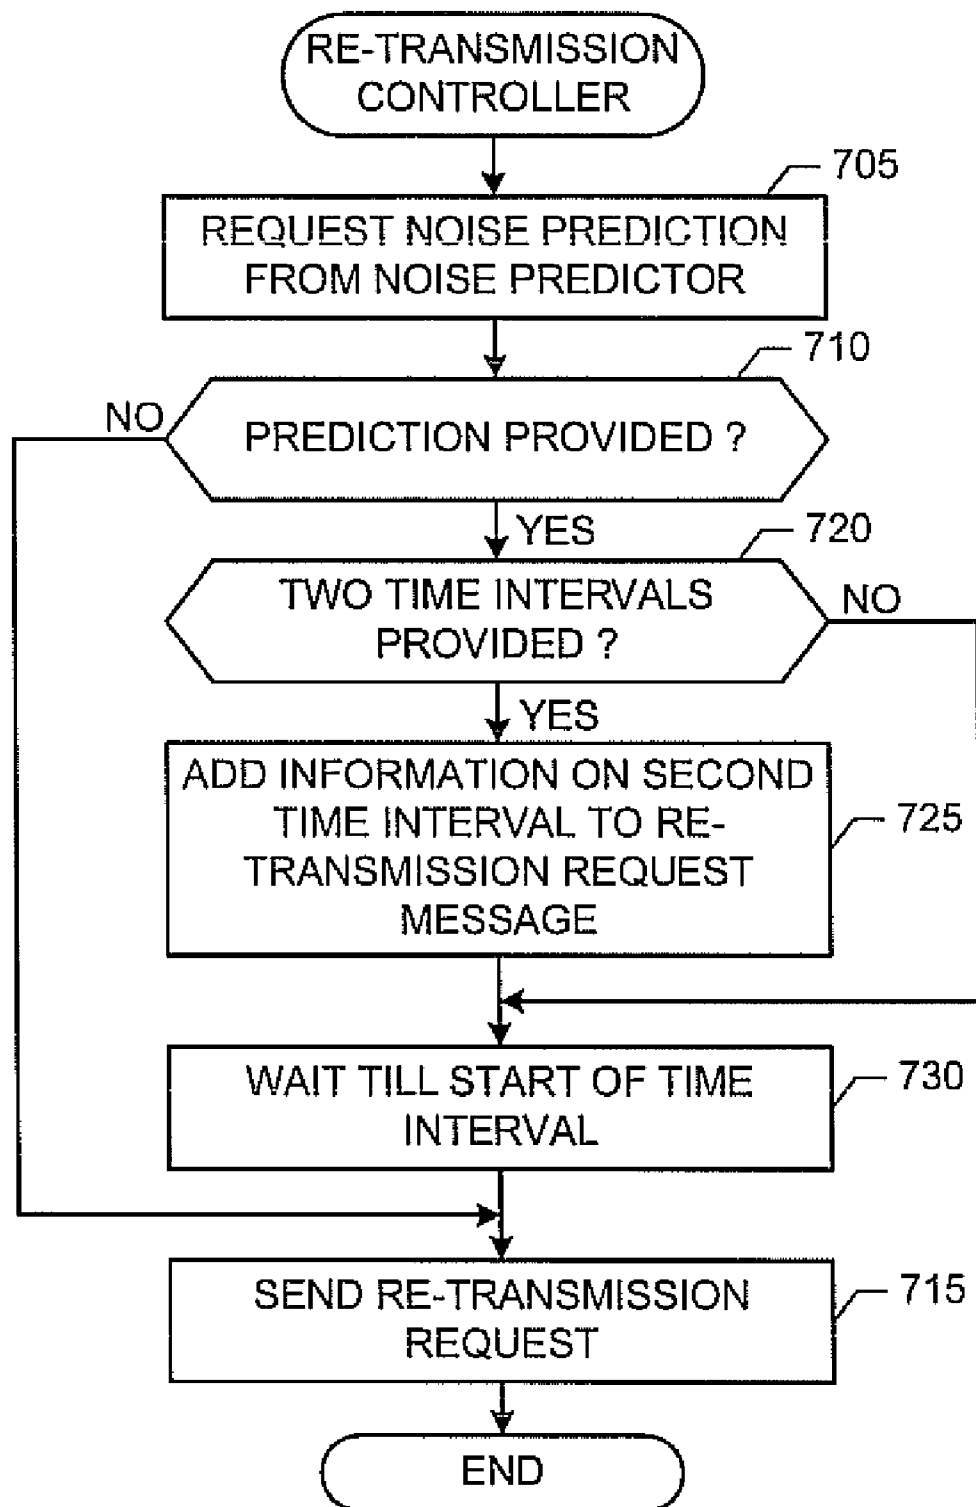 RE-TRANSMISSION
CONTROLLER
705
REQUEST NOISE PREDICTION
FROM NOISE PREDICTOR
710
NO
PREDICTION PROVIDED ?
YES
720
TWO TIME INTERVALS
PROVIDED ?
NO
YES
ADD INFORMATION ON SECOND
TIME INTERVAL TO RE-
TRANSMISSION REQUEST
MESSAGE
725
WAIT TILL START OF TIME
INTERVAL
730
SEND RE-TRANSMISSION
REQUEST
715
END